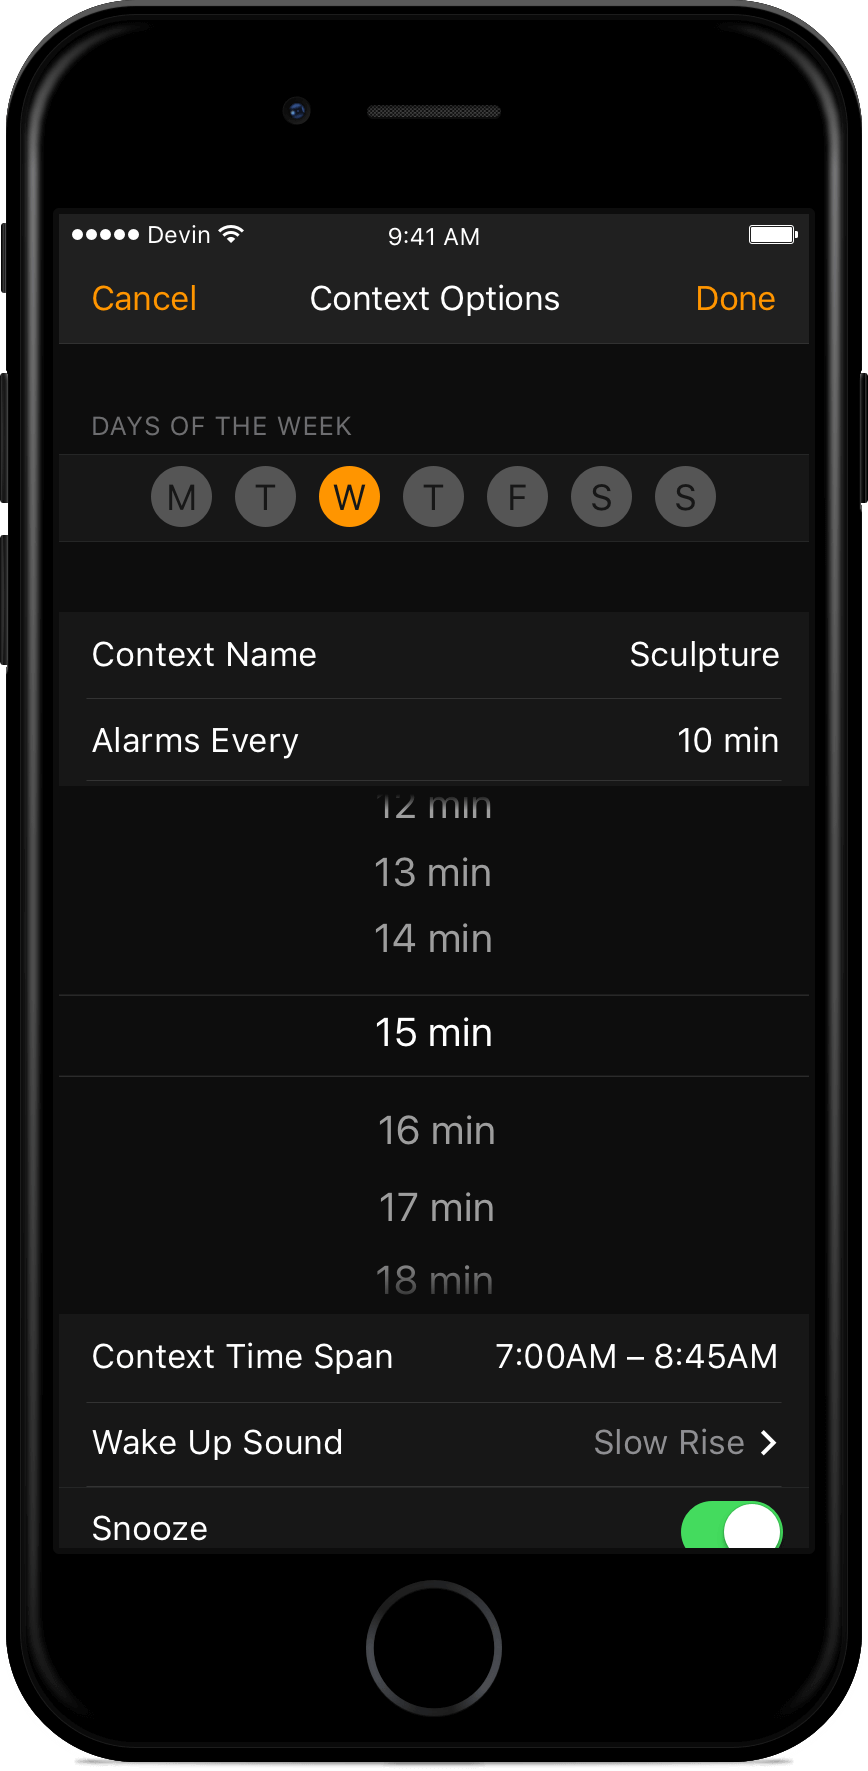 Devin 9:41 AM
Cancel Context Options Done
DAYS OF THE WEEK
M T W T F S S
Context Name Sculpture
Alarms Every 10 min
12 min
13 min
14 min
15 min
16 min
17 min
18 min
Context Time Span 7:00AM – 8:45AM
Wake Up Sound Slow Rise
Snooze